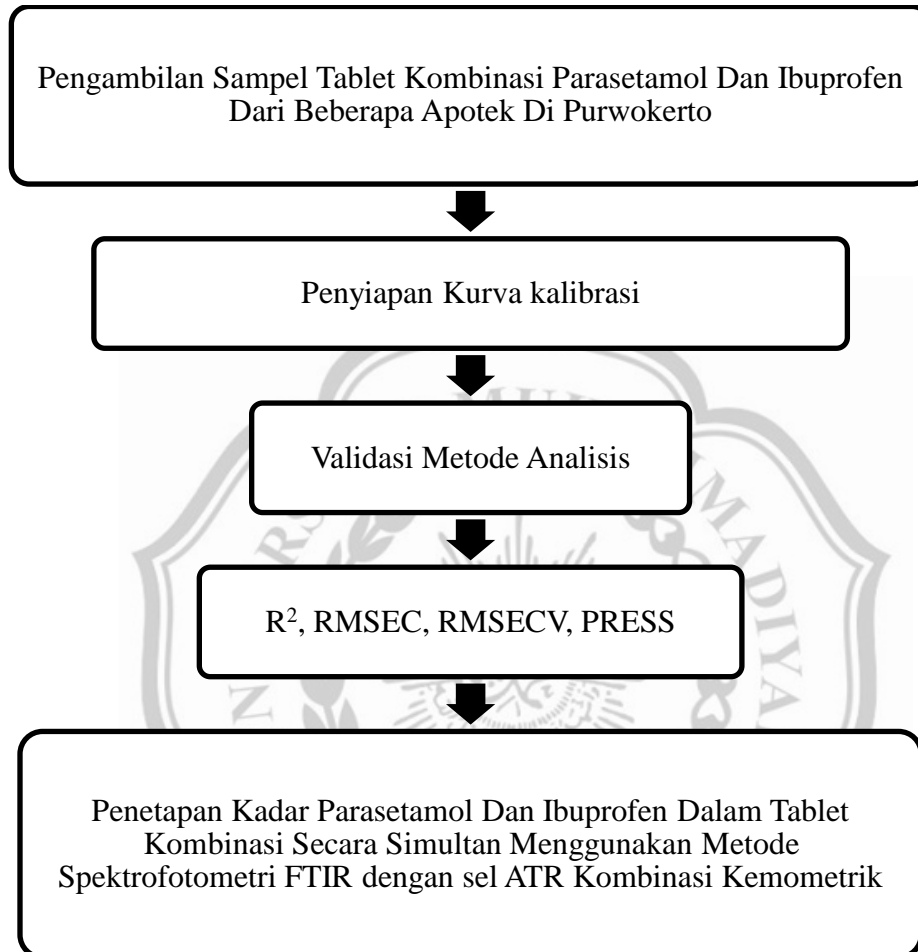 Pengambilan Sampel Tablet Kombinasi Parasetamol Dan Ibuprofen
Dari Beberapa Apotek Di Purwokerto
Penyiapan Kurva kalibrasi
Validasi Metode Analisis
R², RMSEC, RMSECV, PRESS
Penetapan Kadar Parasetamol Dan Ibuprofen Dalam Tablet
Kombinasi Secara Simultan Menggunakan Metode
Spektrofotometri FTIR dengan sel ATR Kombinasi Kemometrik